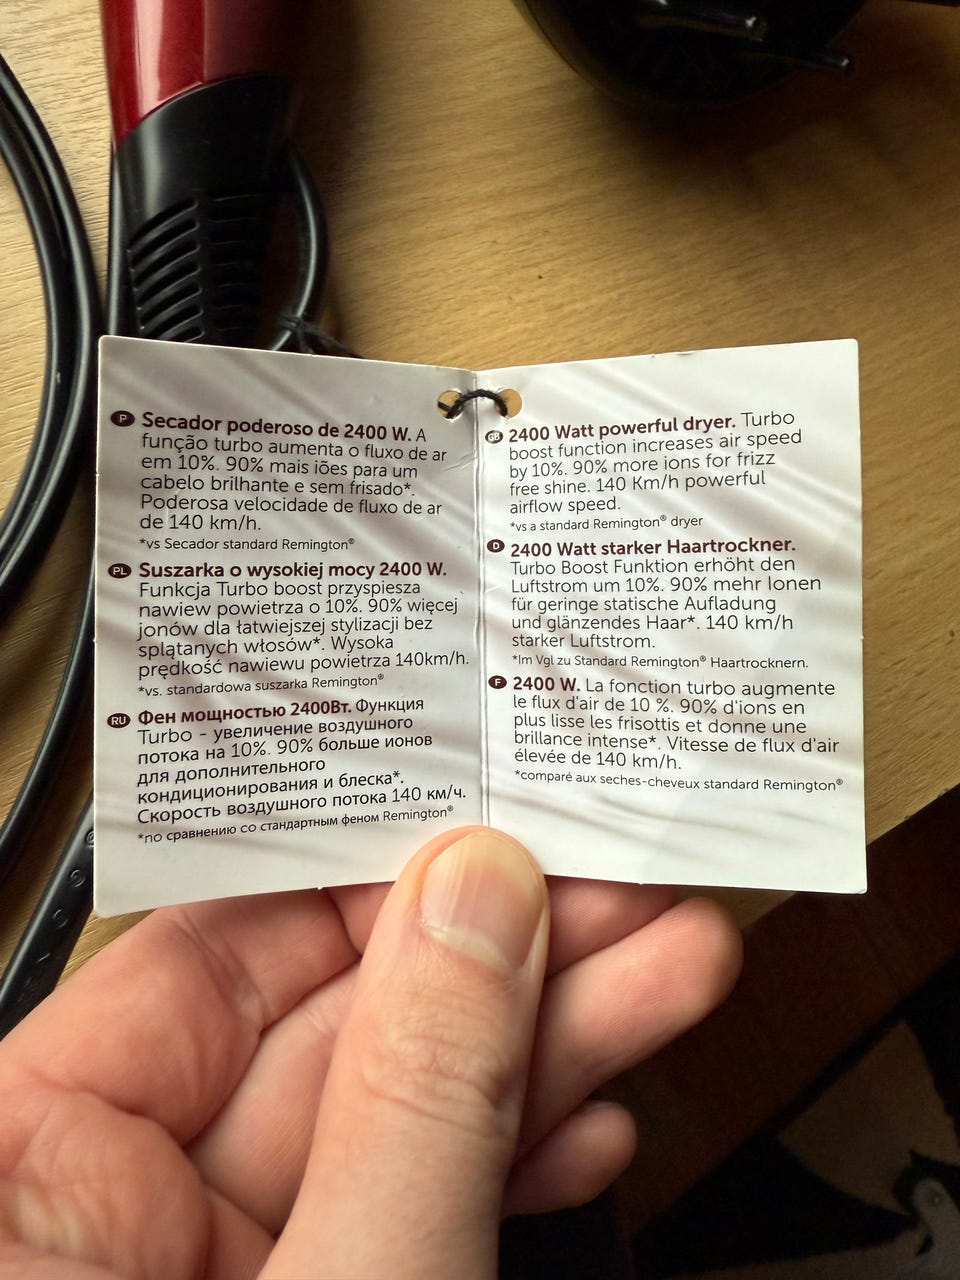 P Secador poderoso de 2400 W. A
função turbo aumenta o fluxo de ar
em 10%. 90% mais iões para um
cabelo brilhante e sem frisado*.
Poderosa velocidade de fluxo de ar
de 140 km/h.
*vs Secador standard Remington®
PL Suszarka o wysokiej mocy 2400 W.
Funkcja Turbo boost przyspiesza
nawiew powietrza o 10%. 90% więcej
jonów dla łatwiejszej stylizacji bez
splątanych włosów*. Wysoka
prędkość nawiewu powietrza 140km/h.
*vs. standardowa suszarka Remington®
RU Фен мощностью 2400Вт. Функция
Turbo - увеличение воздушного
потока на 10%. 90% больше ионов
для дополнительного
кондиционирования и блеска*.
Скорость воздушного потока 140 км/ч.
*по сравнению со стандартным феном Remington®
GB 2400 Watt powerful dryer. Turbo
boost function increases air speed
by 10%. 90% more ions for frizz
free shine. 140 Km/h powerful
airflow speed.
*vs a standard Remington® dryer
D 2400 Watt starker Haartrockner.
Turbo Boost Funktion erhöht den
Luftstrom um 10%. 90% mehr Ionen
für geringe statische Aufladung
und glänzendes Haar*. 140 km/h
starker Luftstrom.
*Im Vgl zu Standard Remington® Haartrocknern.
F 2400 W. La fonction turbo augmente
le flux d'air de 10 %. 90% d'ions en
plus lisse les frisottis et donne une
brillance intense*. Vitesse de flux d'air
élevée de 140 km/h.
*comparé aux seches-cheveux standard Remington®